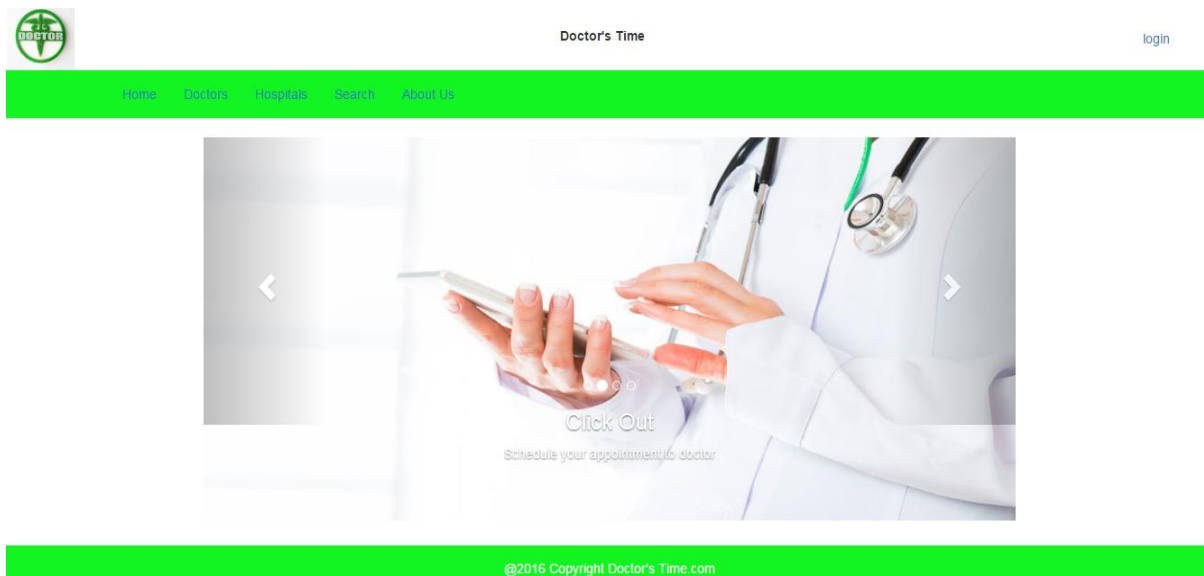 DOCTOR
Doctor's Time
login
Home Doctors Hospitals Search About Us
Click Out
Schedule your appointment to doctor
@2016 Copyright Doctor's Time.com